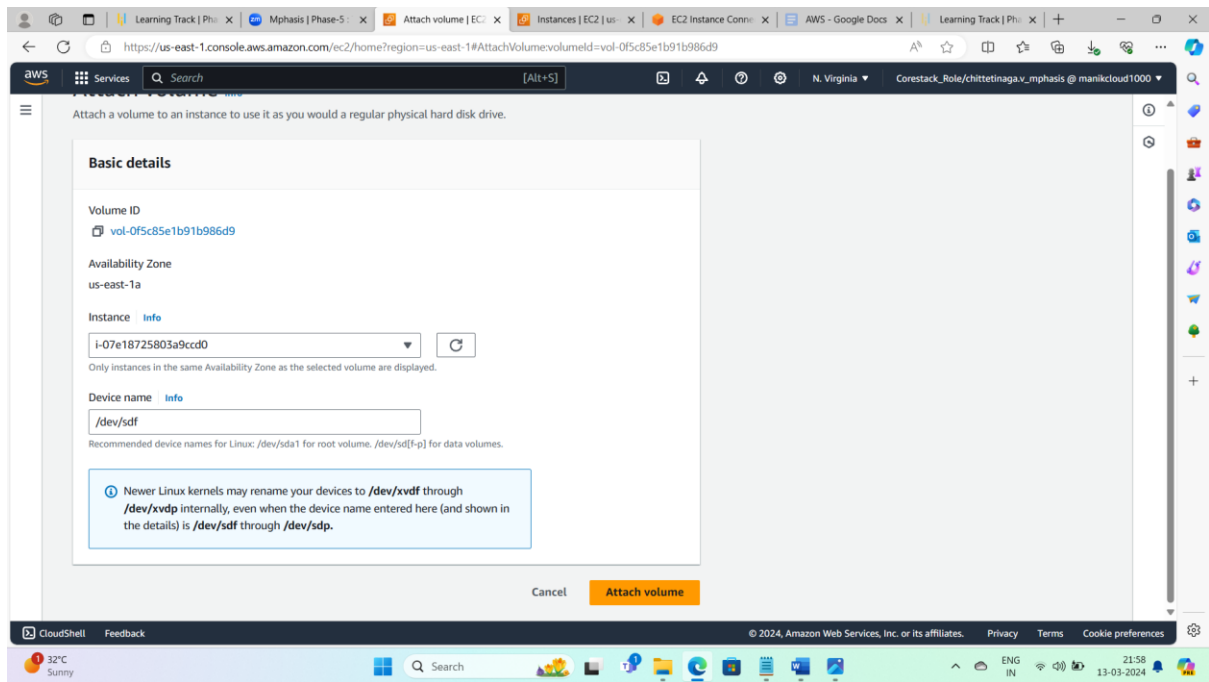 Learning Track | Pha
Mphasis | Phase-5 :
Attach volume | EC2
Instances | EC2 | us-
EC2 Instance Conne
AWS - Google Docs
Learning Track | Ph
https://us-east-1.console.aws.amazon.com/ec2/home?region=us-east-1#AttachVolume:volumeId=vol-0f5c85e1b91b986d9
aws
Services
Search
[Alt+S]
N. Virginia
Corestack_Role/chittetinaga.v_mphasis @ manikcloud1000
Attach volume Info
Attach a volume to an instance to use it as you would a regular physical hard disk drive.
Basic details
Volume ID
vol-0f5c85e1b91b986d9
Availability Zone
us-east-1a
Instance Info
i-07e18725803a9ccd0
Only instances in the same Availability Zone as the selected volume are displayed.
Device name Info
/dev/sdf
Recommended device names for Linux: /dev/sda1 for root volume. /dev/sd[f-p] for data volumes.
Newer Linux kernels may rename your devices to /dev/xvdf through
/dev/xvdp internally, even when the device name entered here (and shown in
the details) is /dev/sdf through /dev/sdp.
Cancel
Attach volume
CloudShell
Feedback
© 2024, Amazon Web Services, Inc. or its affiliates.
Privacy
Terms
Cookie preferences
1
32°C
Sunny
Search
ENG
IN
21:58
13-03-2024